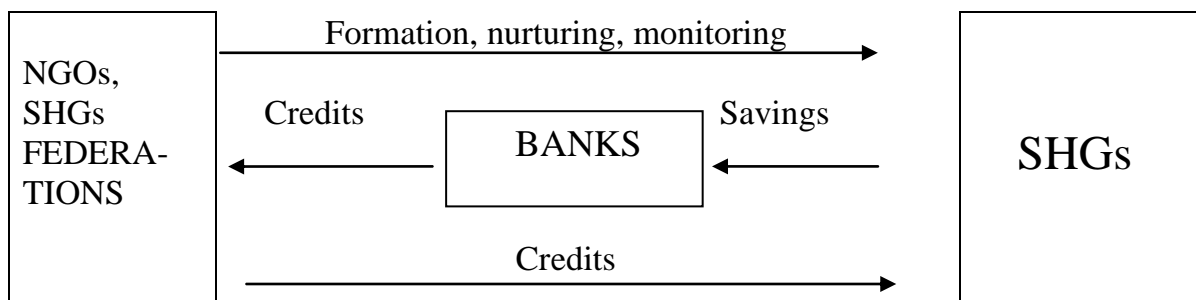 Formation, nurturing, monitoring
NGOs,
SHGs
FEDERA-
TIONS
Credits
BANKS
Savings
SHGs
Credits